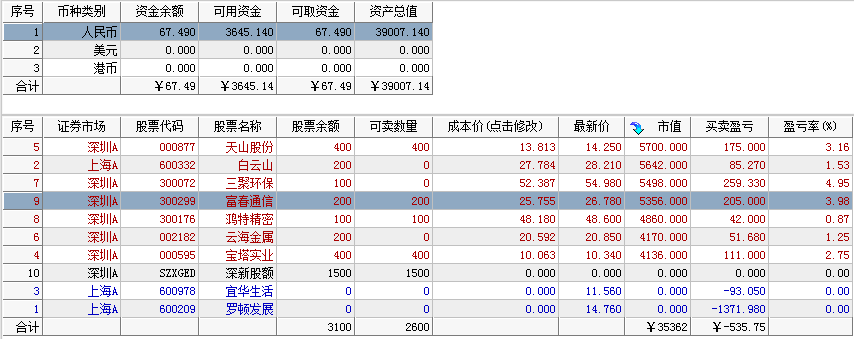 序号 币种类别 资金余额 可用资金 可取资金 资产总值
1 人民币 67.490 3645.140 67.490 39007.140
2 美元 0.000 0.000 0.000 0.000
3 港币 0.000 0.000 0.000 0.000
合计 ￥67.49 ￥3645.14 ￥67.49 ￥39007.14
序号 证券市场 股票代码 股票名称 股票余额 可卖数量 成本价(点击修改) 最新价 市值 买卖盈亏 盈亏率(%)
5 深圳A 000877 天山股份 400 400 13.813 14.250 5700.000 175.000 3.16
2 上海A 600332 白云山 200 0 27.784 28.210 5642.000 85.270 1.53
7 深圳A 300072 三聚环保 100 0 52.387 54.980 5498.000 259.330 4.95
9 深圳A 300299 富春通信 200 200 25.755 26.780 5356.000 205.000 3.98
8 深圳A 300176 鸿特精密 100 100 48.180 48.600 4860.000 42.000 0.87
6 深圳A 002182 云海金属 200 0 20.592 20.850 4170.000 51.680 1.25
4 深圳A 000595 宝塔实业 400 400 10.063 10.340 4136.000 111.000 2.75
10 深圳A SZXGED 深新股额 1500 1500 0.000 0.000 0.000 0.000 0.00
3 上海A 600978 宜华生活 0 0 0.000 11.560 0.000 -93.050 0.00
1 上海A 600209 罗顿发展 0 0 0.000 14.760 0.000 -1371.980 0.00
合计 3100 2600 ￥35362 ￥-535.75